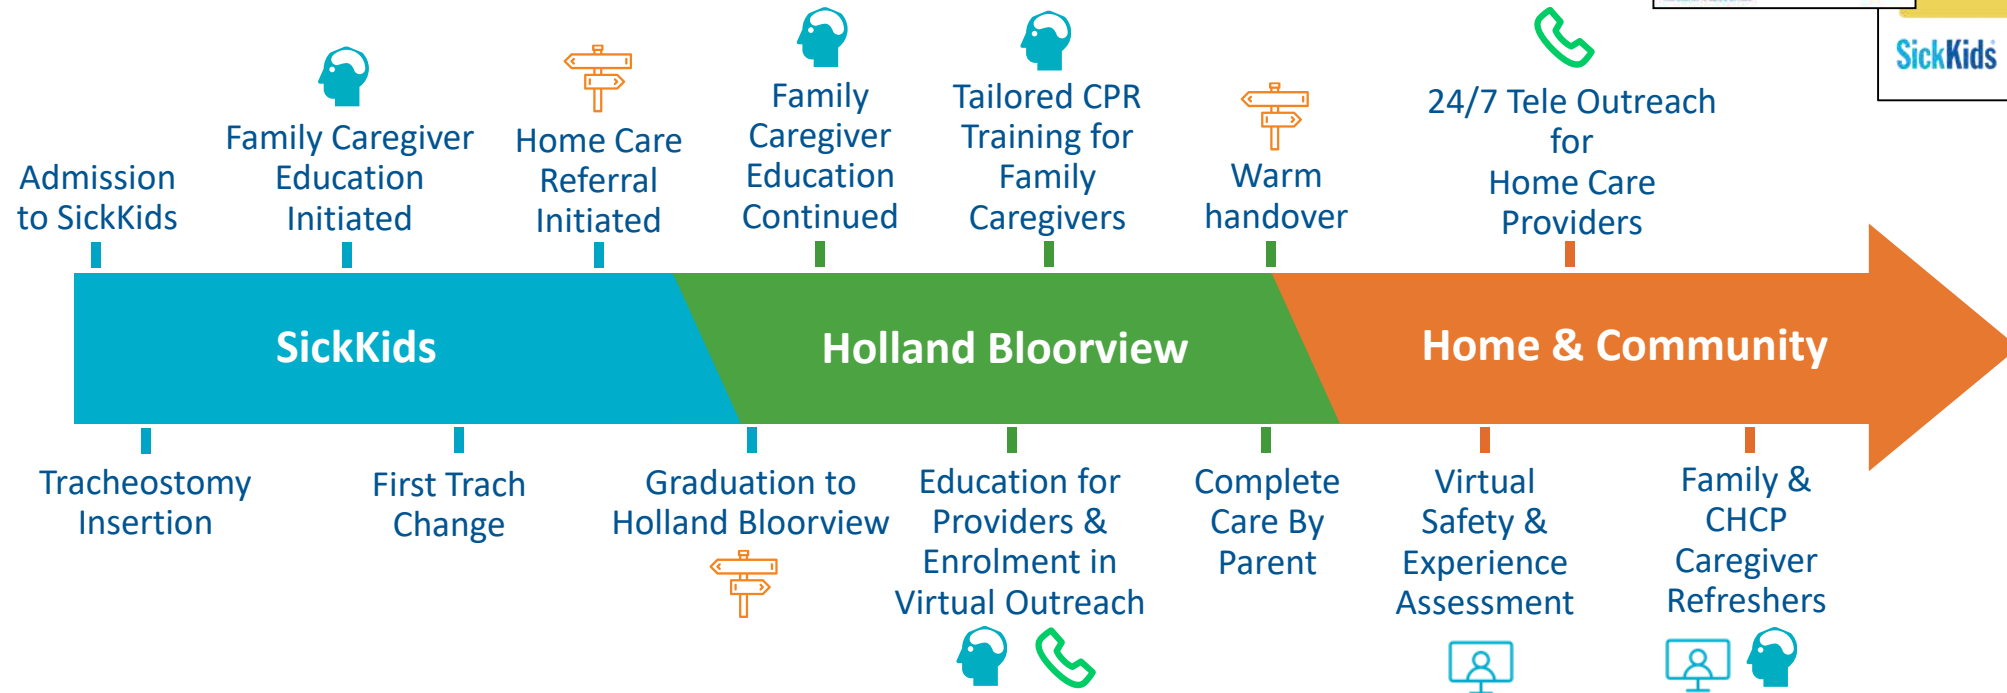 SickKids
Admission
to SickKids
Family Caregiver
Education
Initiated
Home Care
Referral
Initiated
Family
Caregiver
Education
Continued
Tailored CPR
Training for
Family
Caregivers
Warm
handover
24/7 Tele Outreach
for
Home Care
Providers
SickKids
Holland Bloorview
Home & Community
Tracheostomy
Insertion
First Trach
Change
Graduation to
Holland Bloorview
Education for
Providers &
Enrolment in
Virtual Outreach
Complete
Care By
Parent
Virtual
Safety &
Experience
Assessment
Family &
CHCP
Caregiver
Refreshers